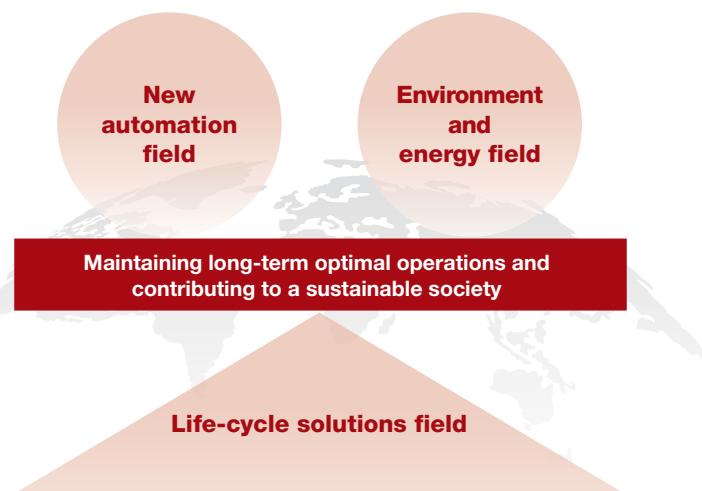 New
automation
field
Environment
and
energy field
Maintaining long-term optimal operations and
contributing to a sustainable society
Life-cycle solutions field